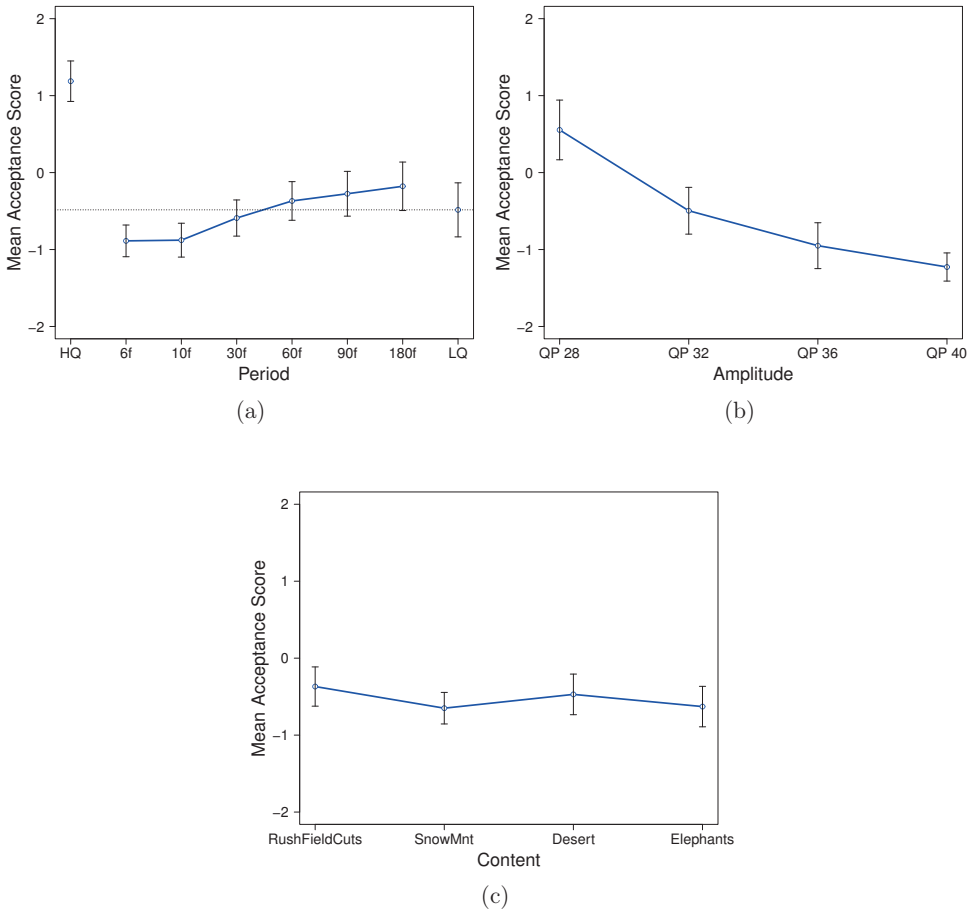 2
1
0
−1
−2
Mean Acceptance Score
HQ 6f 10f 30f 60f 90f 180f LQ
Period
(a)
2
1
0
−1
−2
Mean Acceptance Score
QP 28 QP 32 QP 36 QP 40
Amplitude
(b)
2
1
0
−1
−2
Mean Acceptance Score
RushFieldCuts SnowMnt Desert Elephants
Content
(c)